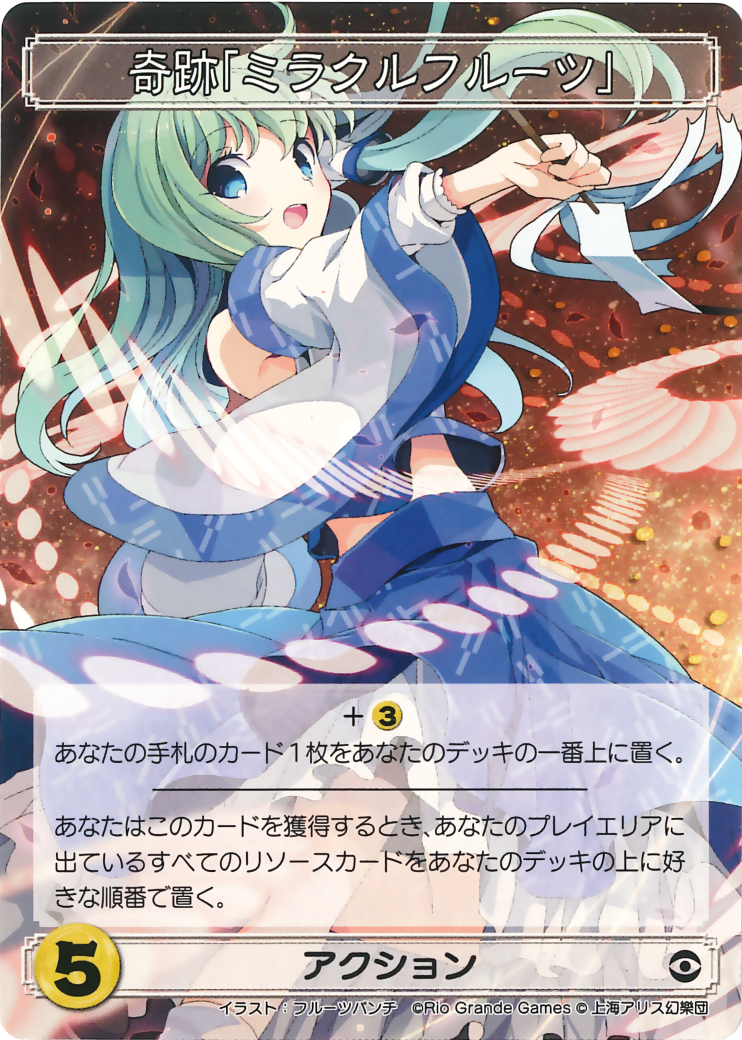 奇跡「ミラクルフルーツ」
+ 3
あなたの手札のカード1枚をあなたのデッキの一番上に置く。
あなたはこのカードを獲得するとき、あなたのプレイエリアに
出ているすべてのリソースカードをあなたのデッキの上に好
きな順番で置く。
5
アクション
イラスト:フルーツパンチ ©Rio Grande Games ©上海アリス幻樂団